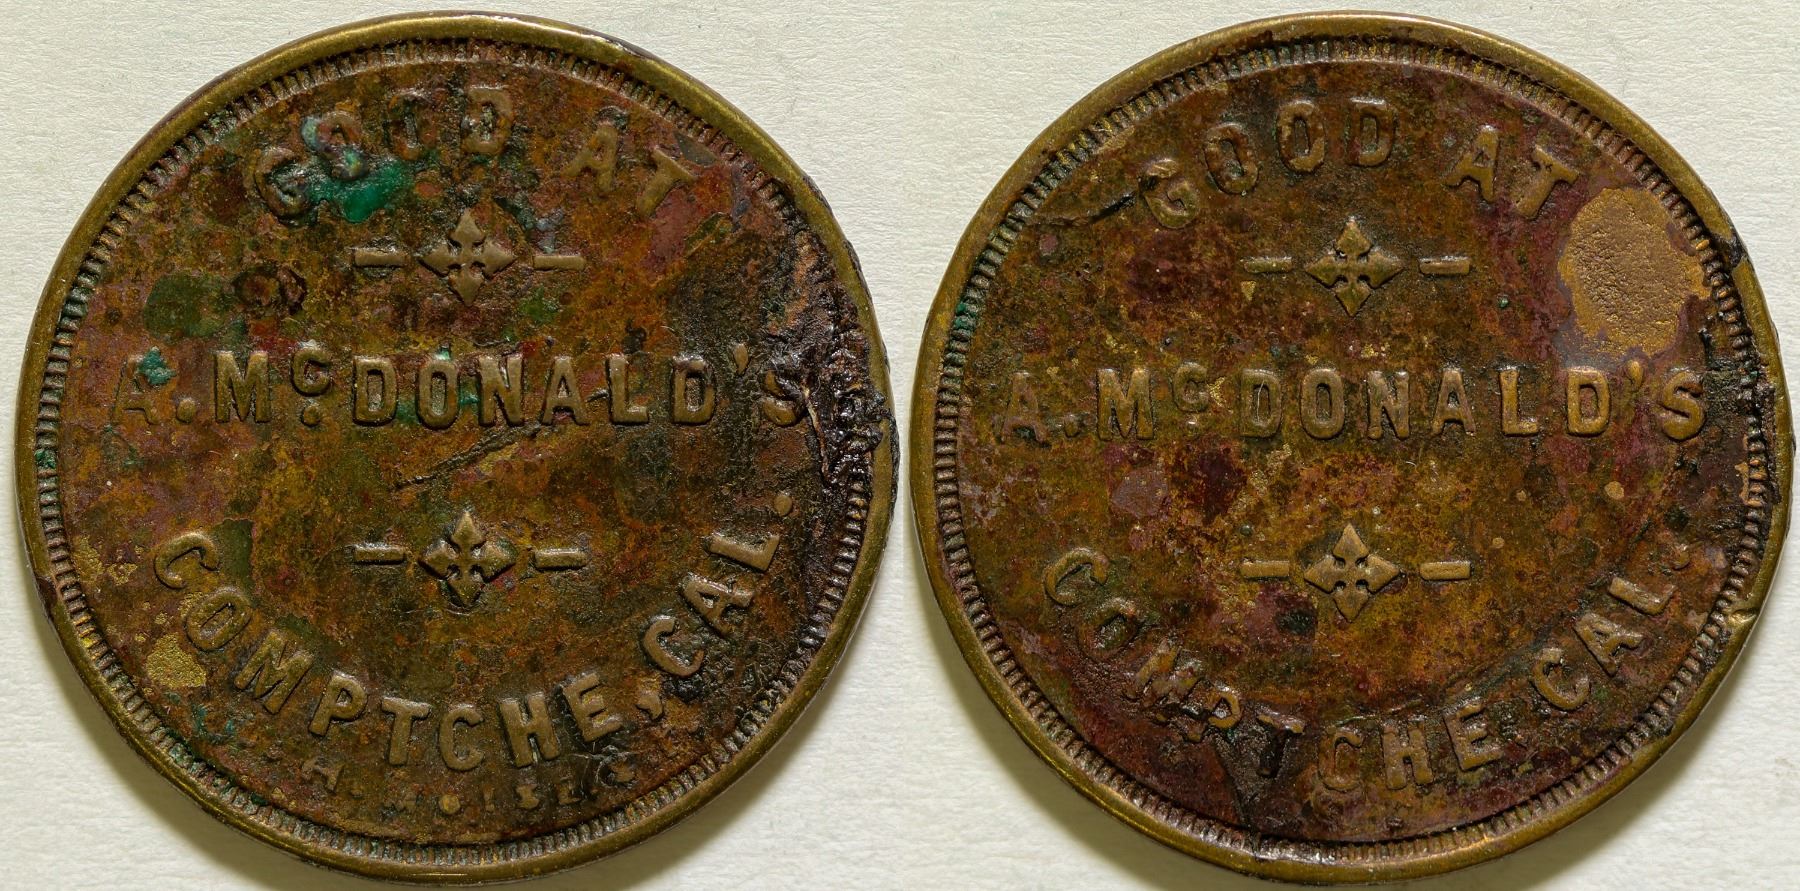 GOOD AT
A. McDONALD'S
COMPTCHE, CAL.
GOOD AT
A. McDONALD'S
COMPTCHE CAL.